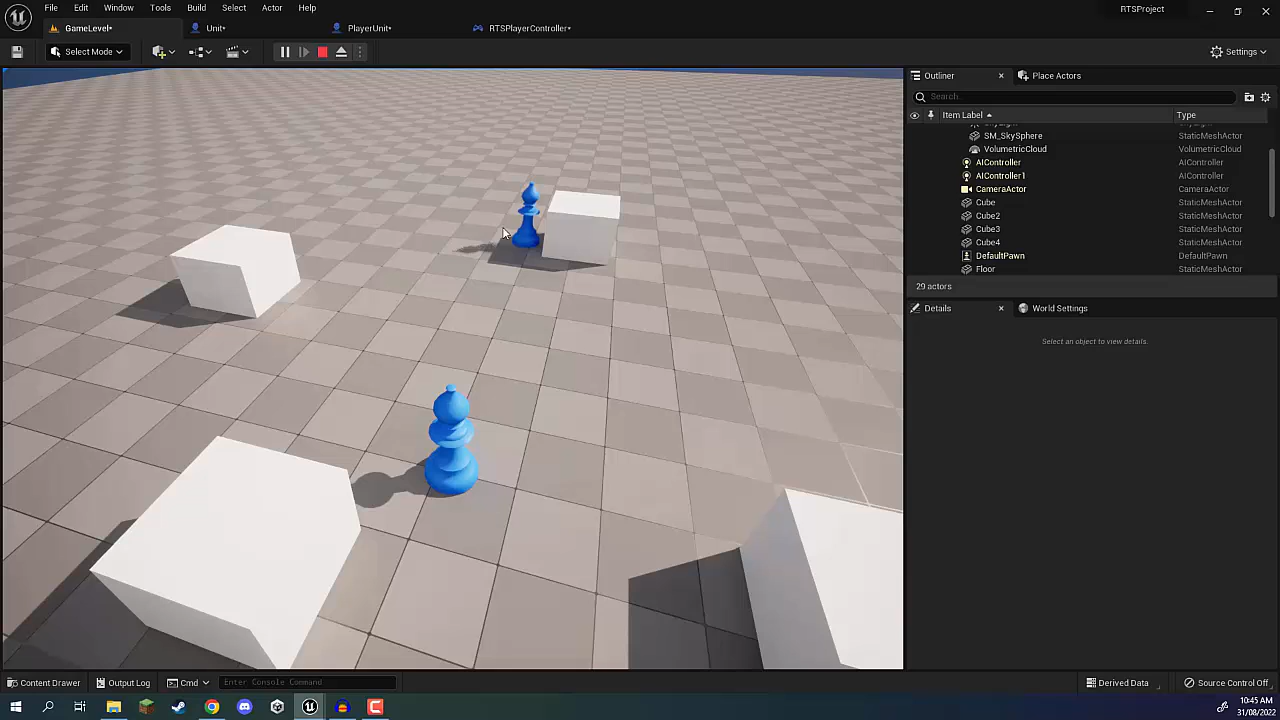 File Edit Window Tools Build Select Actor Help RTSProject
GameLevel• Unit• PlayerUnit• RTSPlayerController•
Select Mode Settings
Outliner Place Actors
Search...
Item Label Type
SM_SkySphere StaticMeshActor
VolumetricCloud VolumetricCloud
AIController AIController
AIController1 AIController
CameraActor CameraActor
Cube StaticMeshActor
Cube2 StaticMeshActor
Cube3 StaticMeshActor
Cube4 StaticMeshActor
DefaultPawn DefaultPawn
Floor StaticMeshActor
29 actors
Details World Settings
Select an object to view details.
Content Drawer Output Log Cmd Enter Console Command Derived Data Source Control Off
10:45 AM
31/08/2022